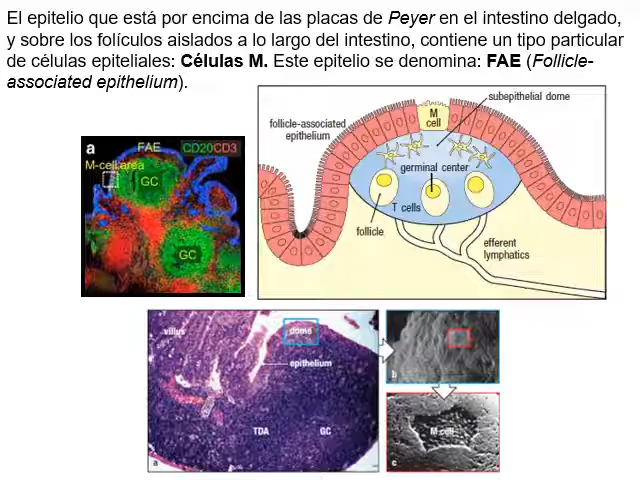 El epitelio que está por encima de las placas de Peyer en el intestino delgado,
y sobre los folículos aislados a lo largo del intestino, contiene un tipo particular
de células epiteliales: Células M. Este epitelio se denomina: FAE (Follicle-
associated epithelium).
subepithelial dome
M
cell
follicle-associated
epithelium
germinal center
T cells
follicle
efferent
lymphatics
a
FAE
CD20CD3
M-cell area
GC
GC
villus
dome
epithelium
TDA
GC
a
b
M cell
c